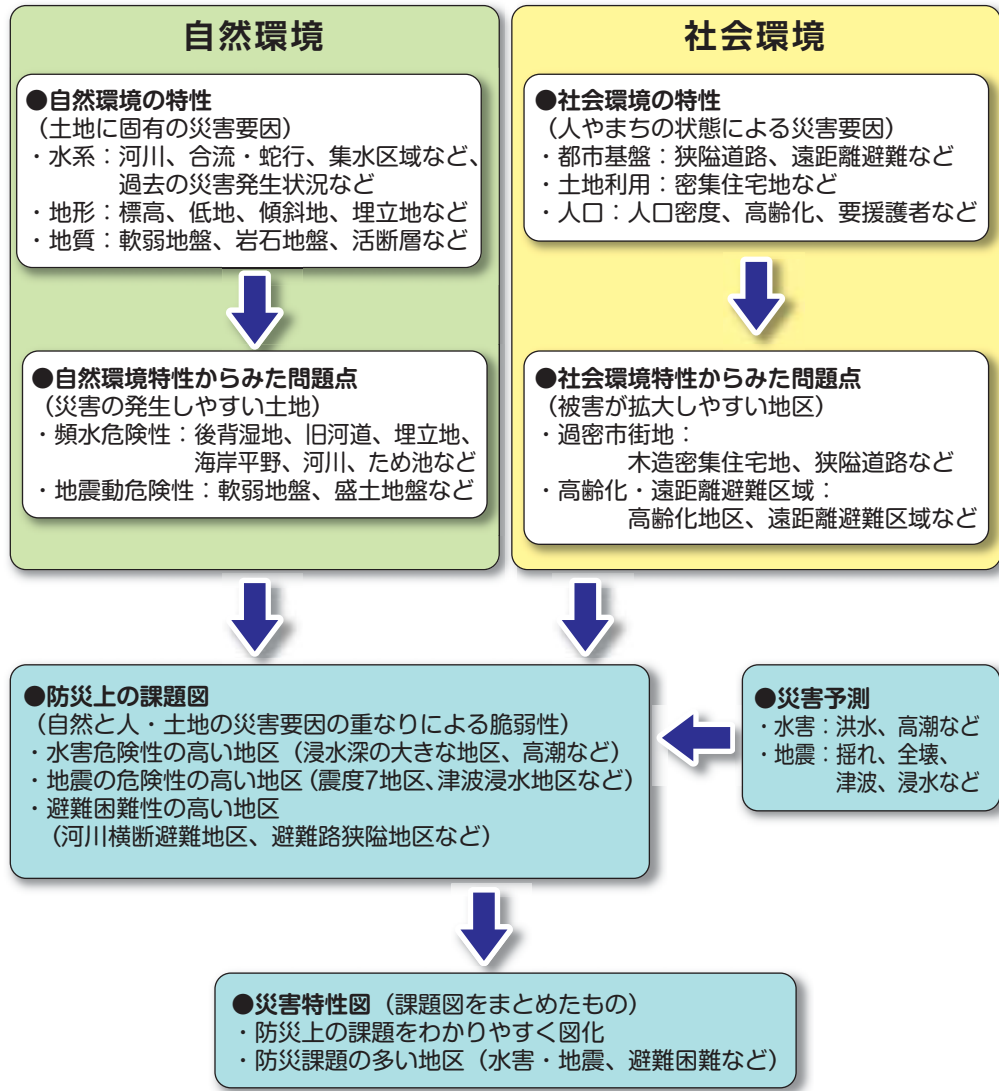 自然環境
●自然環境の特性
（土地に固有の災害要因）
・水系：河川、合流・蛇行、集水区域など、
過去の災害発生状況など
・地形：標高、低地、傾斜地、埋立地など
・地質：軟弱地盤、岩石地盤、活断層など
●自然環境特性からみた問題点
（災害の発生しやすい土地）
・頻水危険性：後背湿地、旧河道、埋立地、
海岸平野、河川、ため池など
・地震動危険性：軟弱地盤、盛土地盤など
社会環境
●社会環境の特性
（人やまちの状態による災害要因）
・都市基盤：狭隘道路、遠距離避難など
・土地利用：密集住宅地など
・人口：人口密度、高齢化、要援護者など
●社会環境特性からみた問題点
（被害が拡大しやすい地区）
・過密市街地：
木造密集住宅地、狭隘道路など
・高齢化・遠距離避難区域：
高齢化地区、遠距離避難区域など
●防災上の課題図
（自然と人・土地の災害要因の重なりによる脆弱性）
・水害危険性の高い地区（浸水深の大きな地区、高潮など）
・地震の危険性の高い地区（震度7地区、津波浸水地区など）
・避難困難性の高い地区
（河川横断避難地区、避難路狭隘地区など）
●災害予測
・水害：洪水、高潮など
・地震：揺れ、全壊、
津波、浸水など
●災害特性図（課題図をまとめたもの）
・防災上の課題をわかりやすく図化
・防災課題の多い地区（水害・地震、避難困難など）